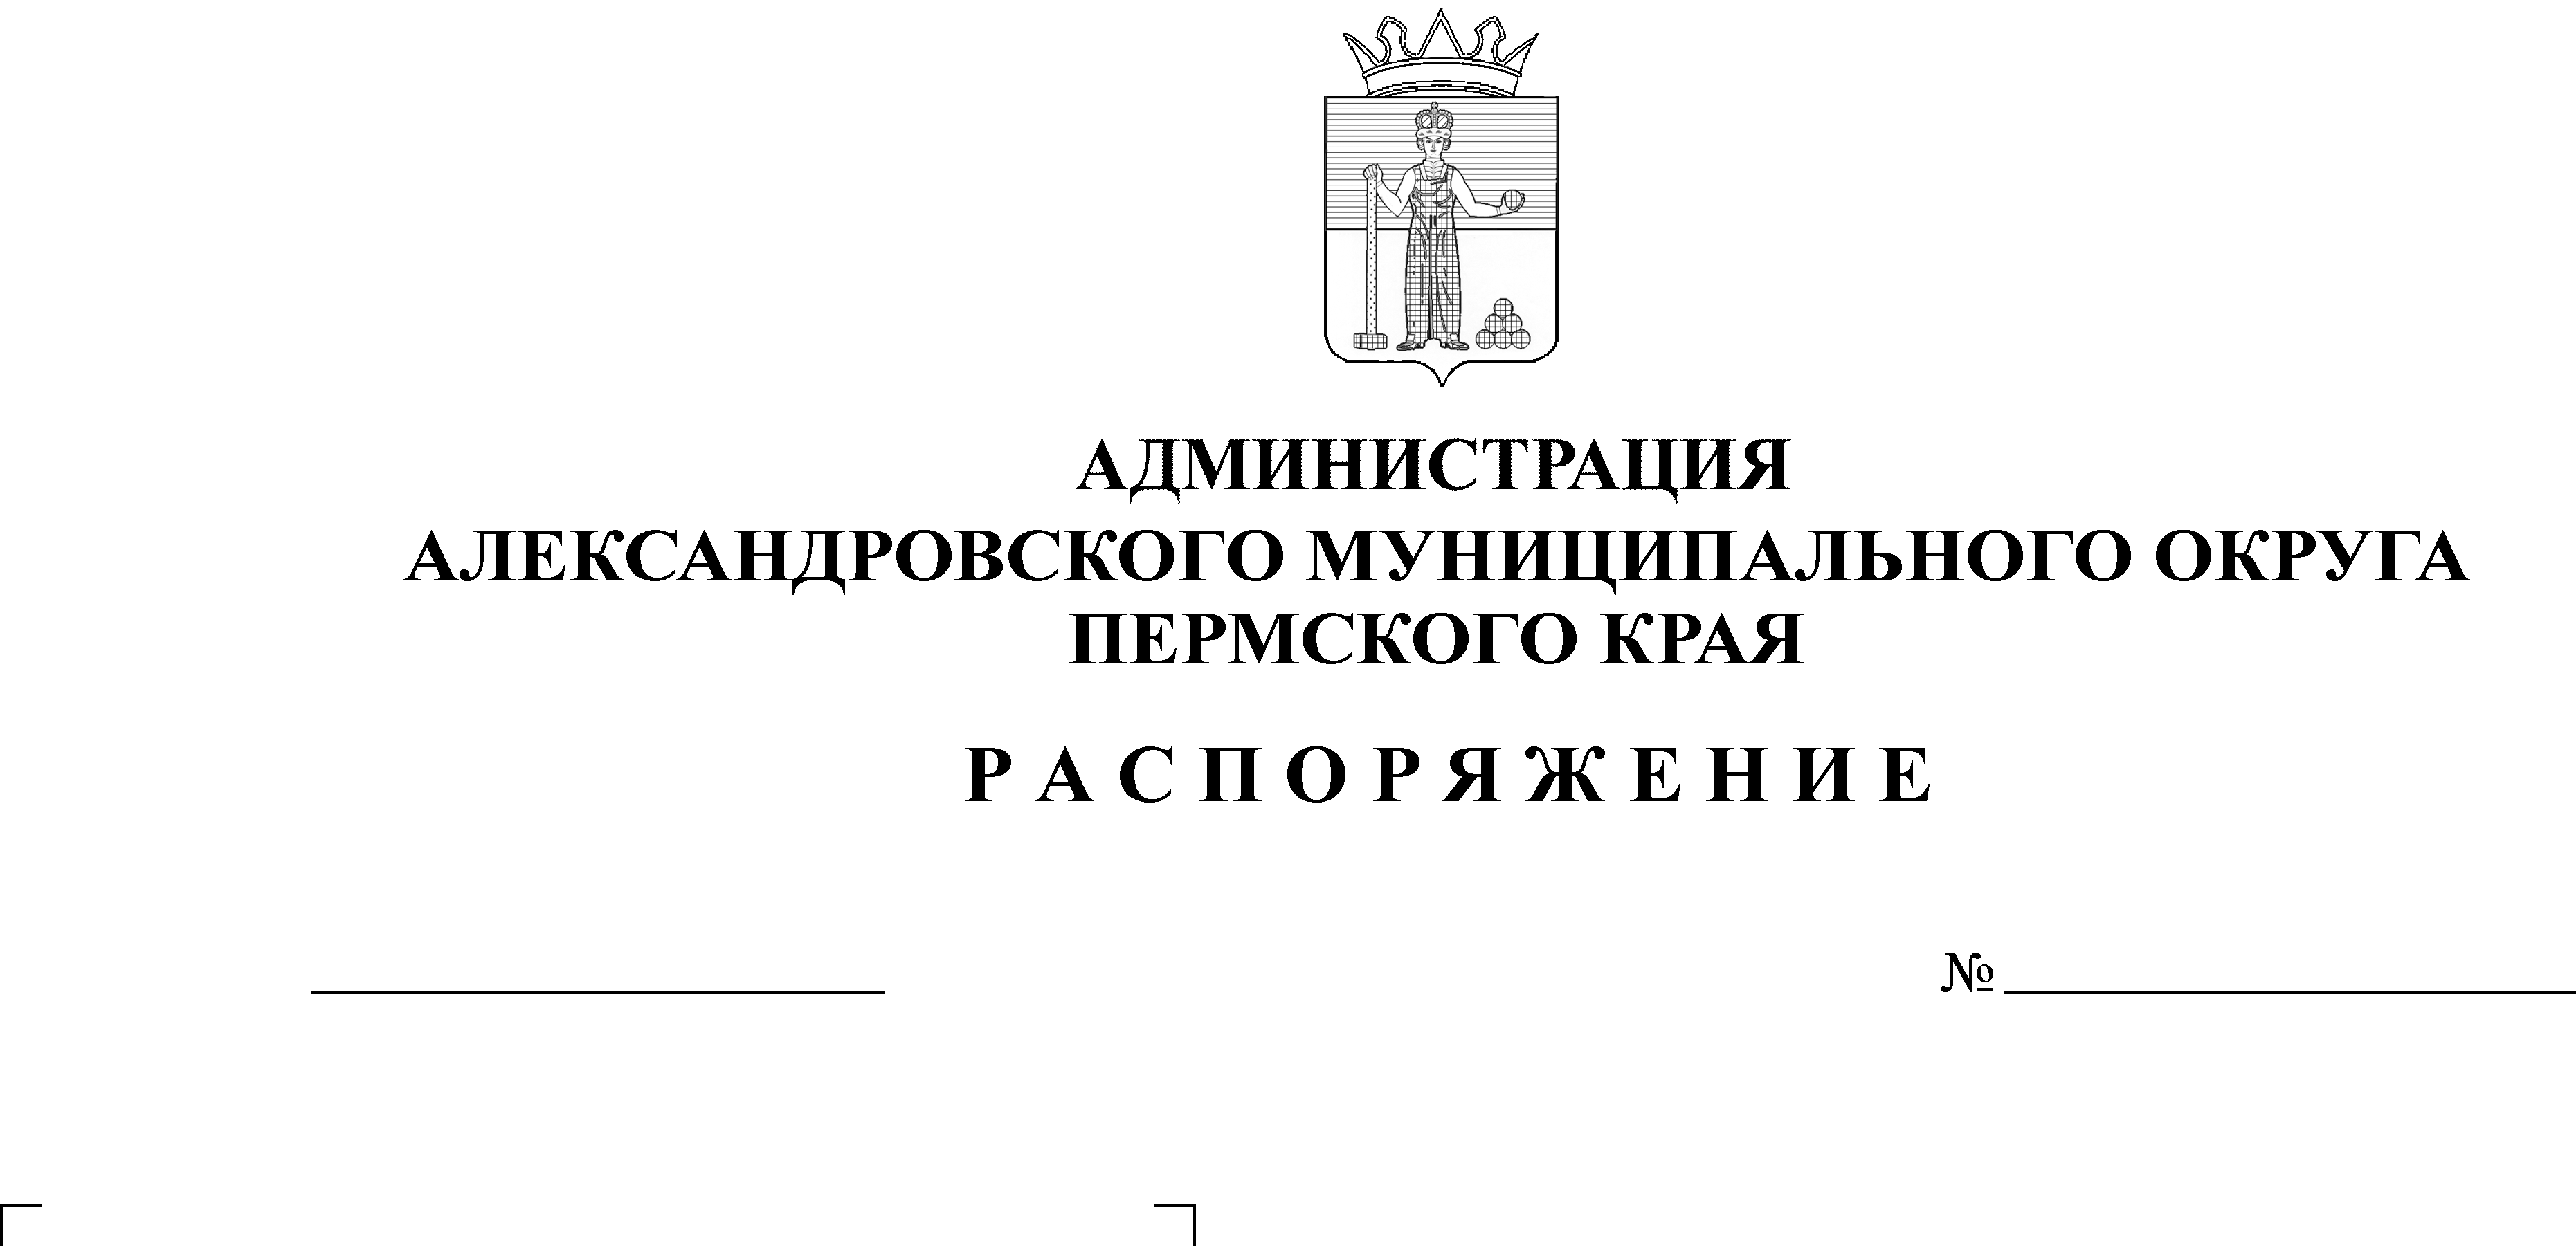 АДМИНИСТРАЦИЯ
АЛЕКСАНДРОВСКОГО МУНИЦИПАЛЬНОГО ОКРУГА
ПЕРМСКОГО КРАЯ
Р А С П О Р Я Ж Е Н И Е
№